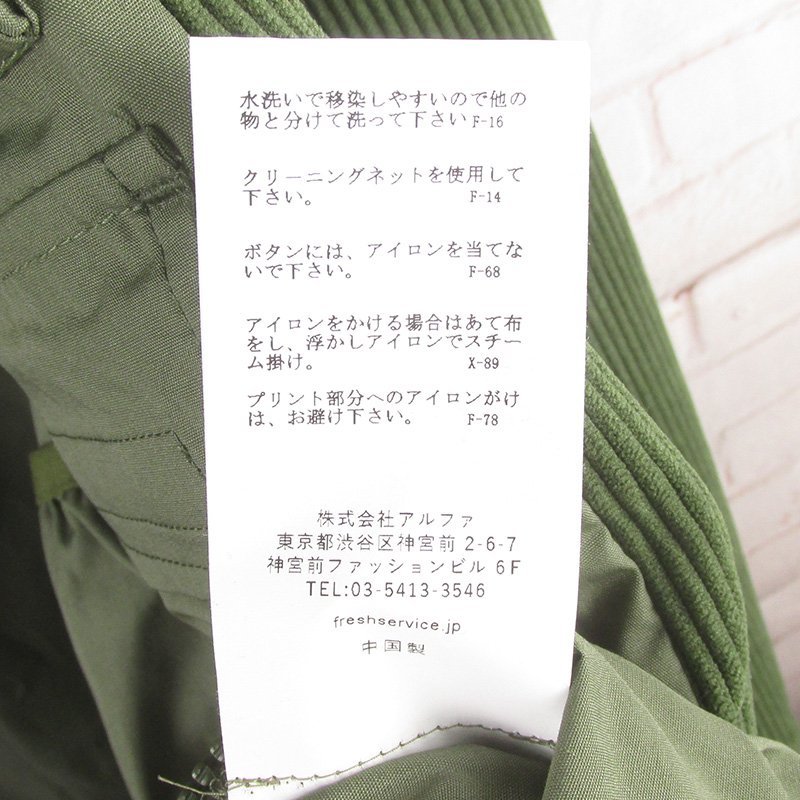 水洗いで移染しやすいので他の
物と分けて洗って下さいF-16
クリーニングネットを使用して
下さい。 F-14
ボタンには、アイロンを当てな
いで下さい。 F-68
アイロンをかける場合はあて布
をし、浮かしアイロンでスチー
ム掛け。 X-89
プリント部分へのアイロンがけ
は、お避け下さい。 F-78
株式会社アルファ
東京都渋谷区神宮前 2-6-7
神宮前ファッションビル 6F
TEL:03-5413-3546
freshservice.jp
中国製